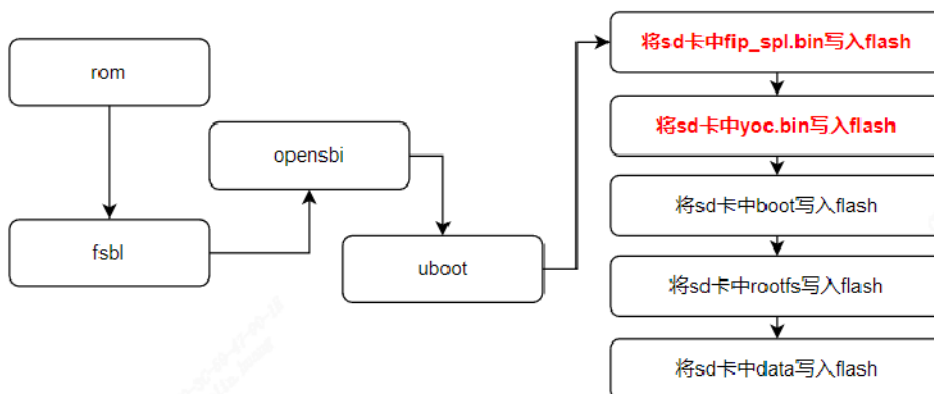 rom
fsbl
opensbi
uboot
将sd卡中fip_spl.bin写入flash
将sd卡中yoc.bin写入flash
将sd卡中boot写入flash
将sd卡中rootfs写入flash
将sd卡中data写入flash